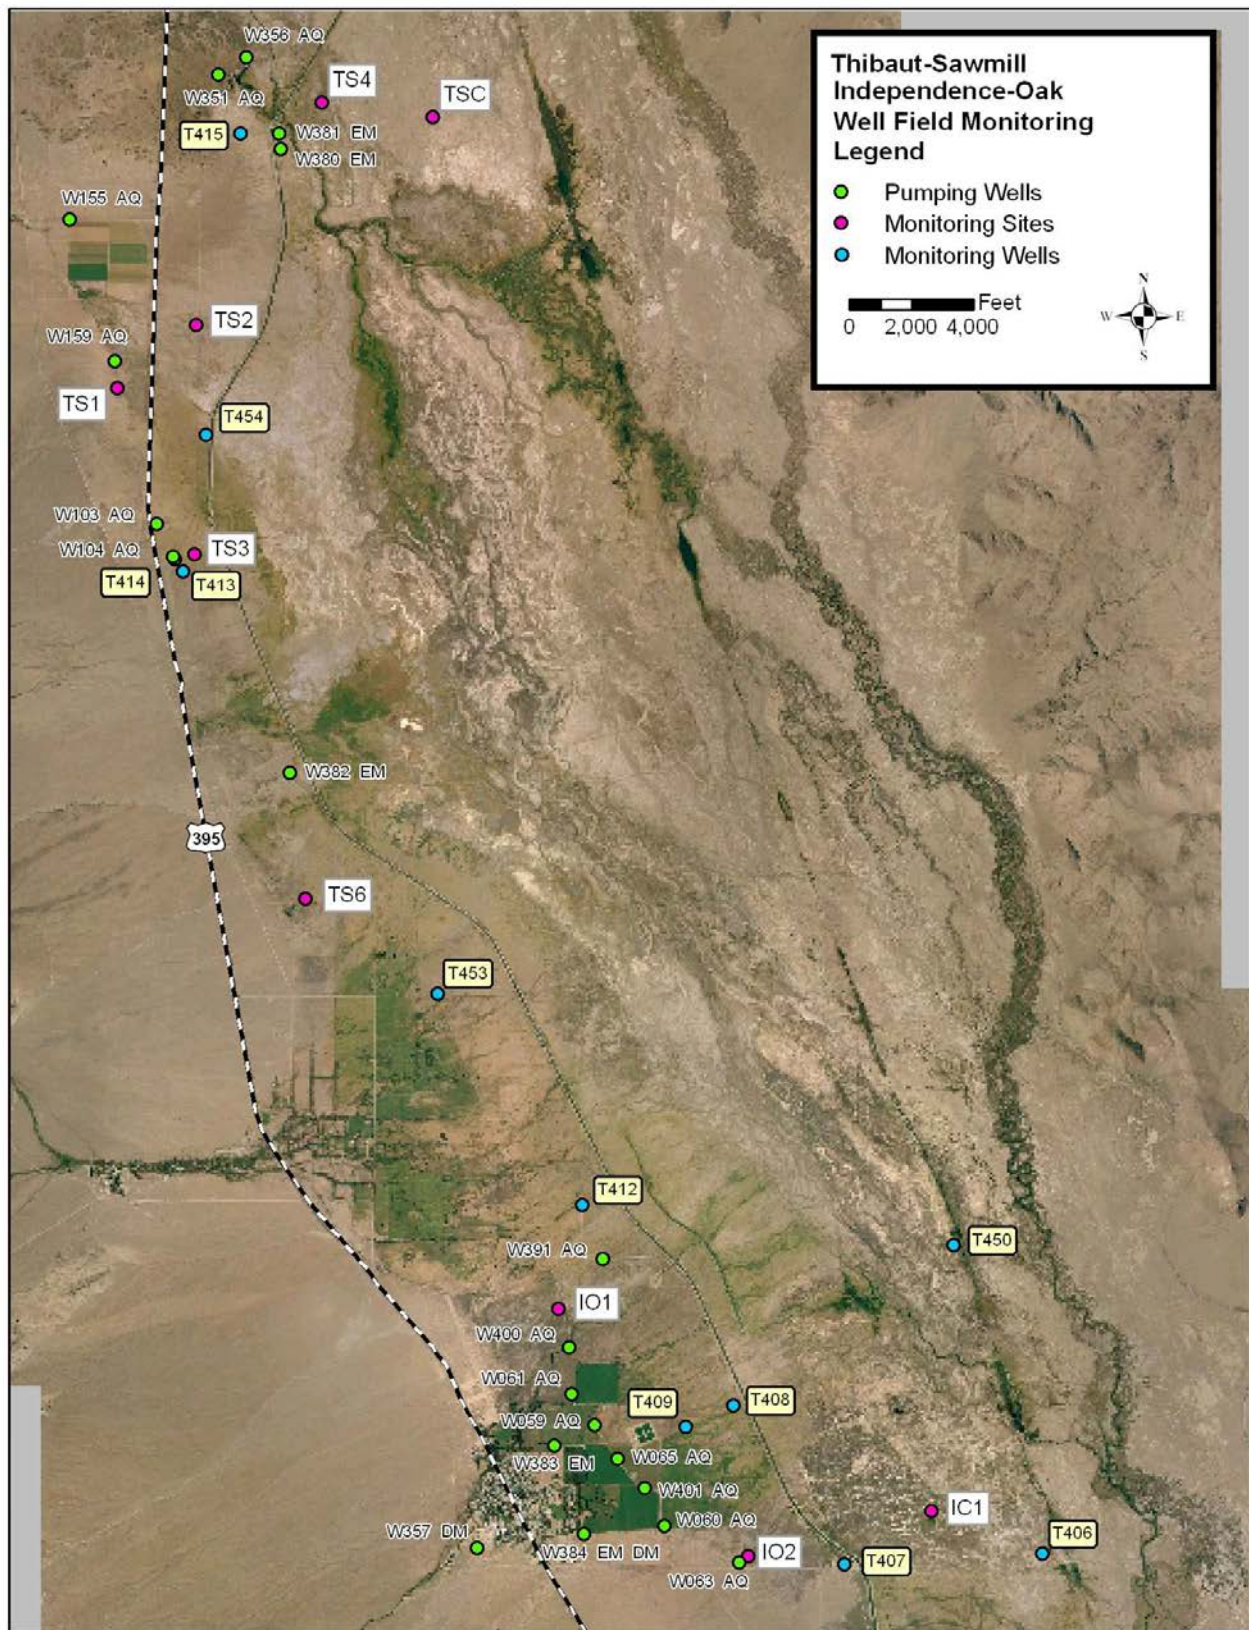 Thibaut-Sawmill
Independence-Oak
Well Field Monitoring
Legend
Pumping Wells
Monitoring Sites
Monitoring Wells
Feet
0 2,000 4,000
N
W E
S
W356 AQ
W351 AQ
TS4
TSC
T415
W381 EM
W380 EM
W155 AQ
TS2
W159 AQ
TS1
T454
W103 AQ
W104 AQ
TS3
T414
T413
W382 EM
395
TS6
T453
T412
W391 AQ
T450
IO1
W400 AQ
W061 AQ
T409
T408
W059 AQ
W383 EM
W065 AQ
W401 AQ
W060 AQ
IC1
W357 DM
W384 EM DM
IO2
T406
T407
W063 AQ